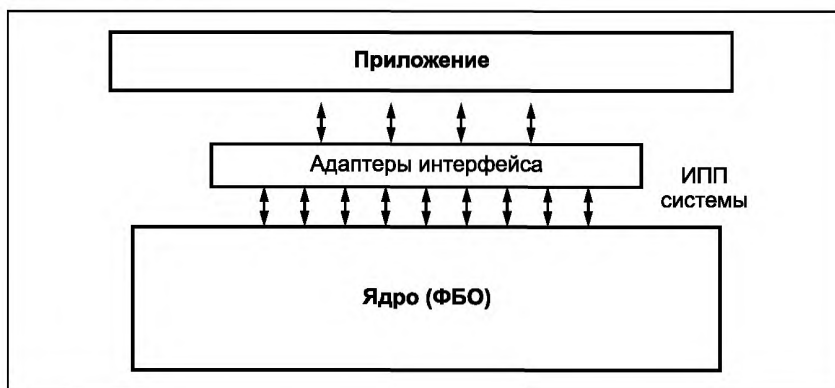 Приложение
Адаптеры интерфейса
ИПП
системы
Ядро (ФБО)